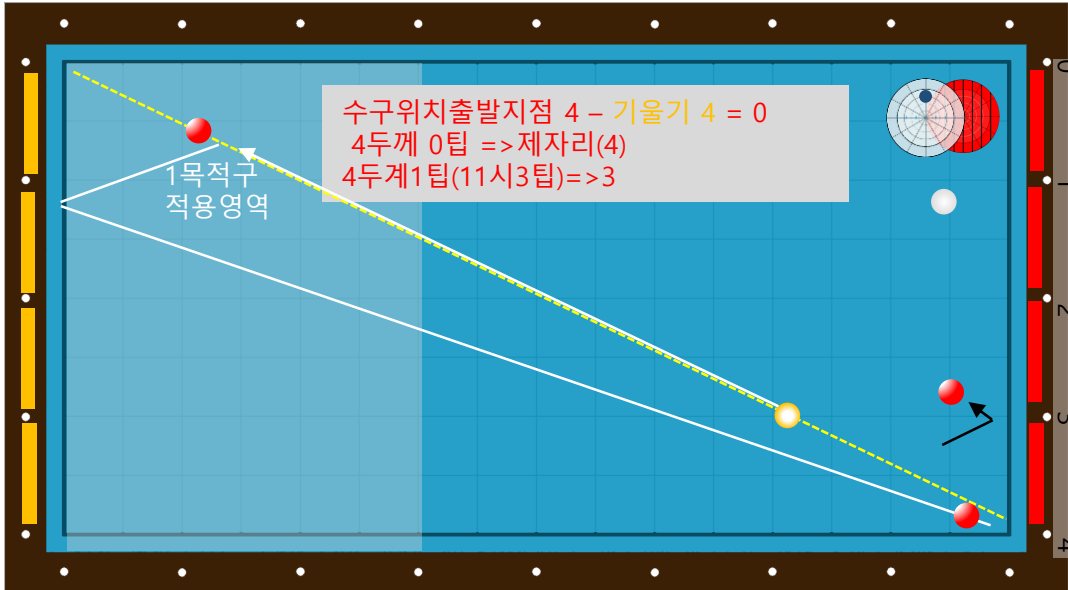 수구위치출발지점 4 – 기울기 4 = 0
4두께 0팁 =>제자리(4)
4두계1팁(11시3팁)=>3
1목적구
적용영역
0
1
2
3
4